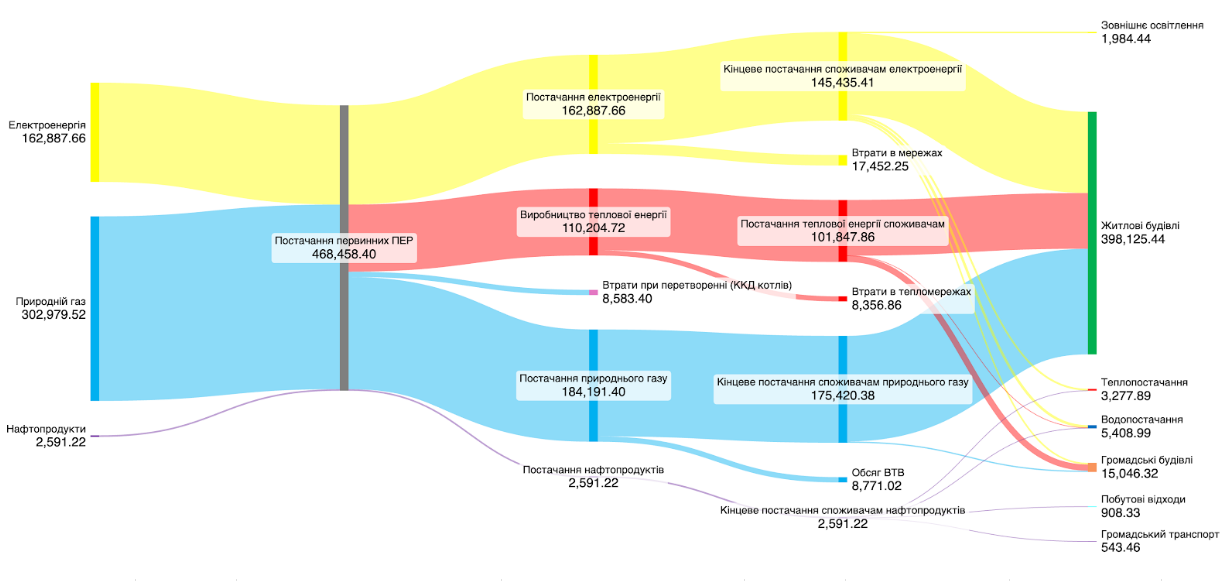 Зовнішнє освітлення
1,984.44
Кінцеве постачання споживачам електроенергії
145,435.41
Постачання електроенергії
162,887.66
Електроенергія
162,887.66
Втрати в мережах
17,452.25
Виробництво теплової енергії
110,204.72
Постачання теплової енергії споживачам
101,847.86
Житлові будівлі
398,125.44
Постачання первинних ПЕР
468,458.40
Втрати при перетворенні (ККД котлів)
8,583.40
Втрати в тепломережах
8,356.86
Природній газ
302,979.52
Постачання природнього газу
184,191.40
Кінцеве постачання споживачам природнього газу
175,420.38
Теплопостачання
3,277.89
Водопостачання
5,408.99
Нафтопродукти
2,591.22
Громадські будівлі
15,046.32
Постачання нафтопродуктів
2,591.22
Обсяг ВТВ
8,771.02
Побутові відходи
908.33
Кінцеве постачання споживачам нафтопродуктів
2,591.22
Громадський транспорт
543.46